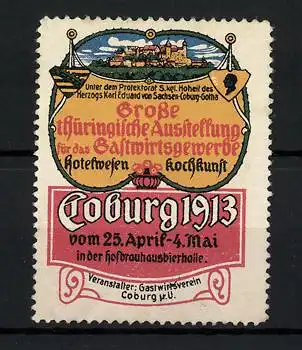 Unter dem Protektorat S. kgl. Hoheit des
Herzogs Karl Eduard von Sachsen-Coburg-Gotha
Große
thüringische Ausstellung
für das Gastwirtsgewerbe
Hotelwesen Kochkunst
Coburg 1913
vom 25. April-4. Mai
in der Hofbrauhausbierhalle.
Veranstalter: Gastwirtsverein
Coburg u. U.